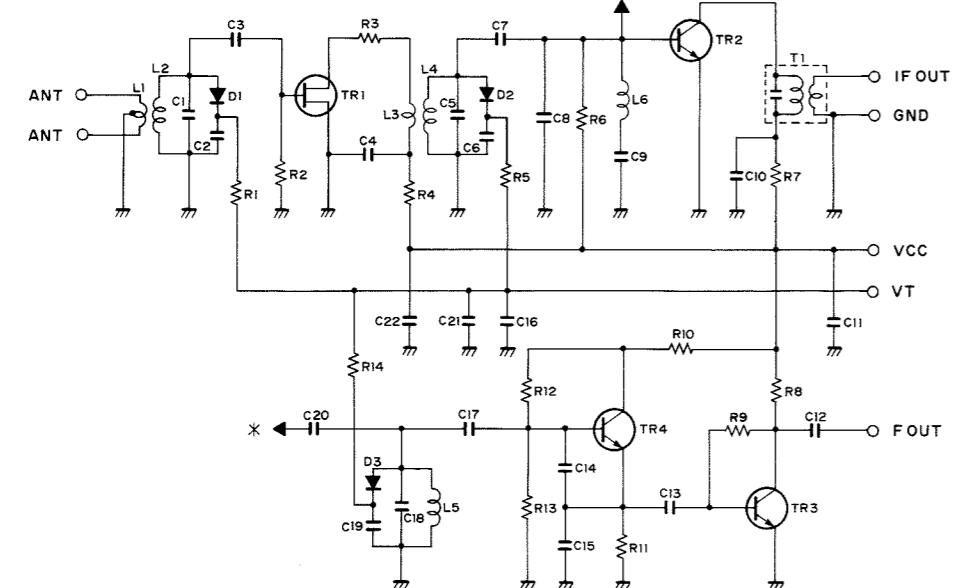 C7
TR2
R3
C3
T1
L2
L4
L1
IF OUT
ANT
C1
D1
TR1
L3
C5
D2
L6
ANT
C2
C4
C6
C8
R6
GND
R1
R2
R4
R5
C9
C10
R7
VCC
VT
C22
C21
C16
C11
R14
R10
R12
R8
C20
C17
TR4
R9
C12
F OUT
*
D3
C14
C19
C18
L5
R13
C13
TR3
C15
R11